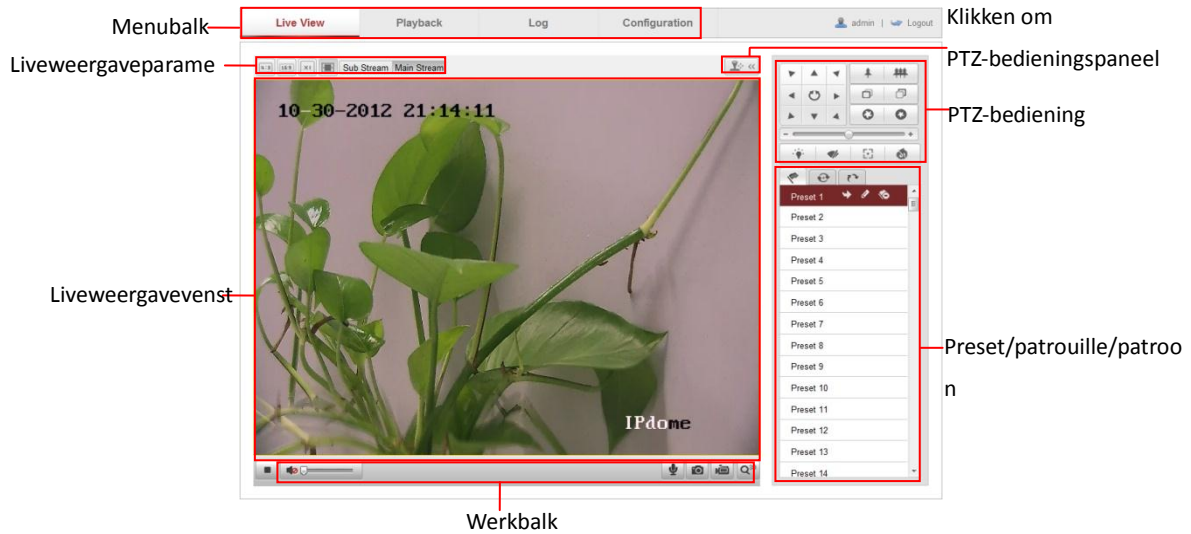 Menubalk
Live View Playback Log Configuration
admin | Logout
Klikken om
PTZ-bedieningspaneel
Liveweergaveparame
Sub Stream Main Stream
PTZ-bediening
10-30-2012 21:14:11
IPdome
Liveweergavevenst
Preset 1
Preset 2
Preset 3
Preset 4
Preset 5
Preset 6
Preset 7
Preset 8
Preset 9
Preset 10
Preset 11
Preset 12
Preset 13
Preset 14
Preset/patrouille/patroo
n
Werkbalk